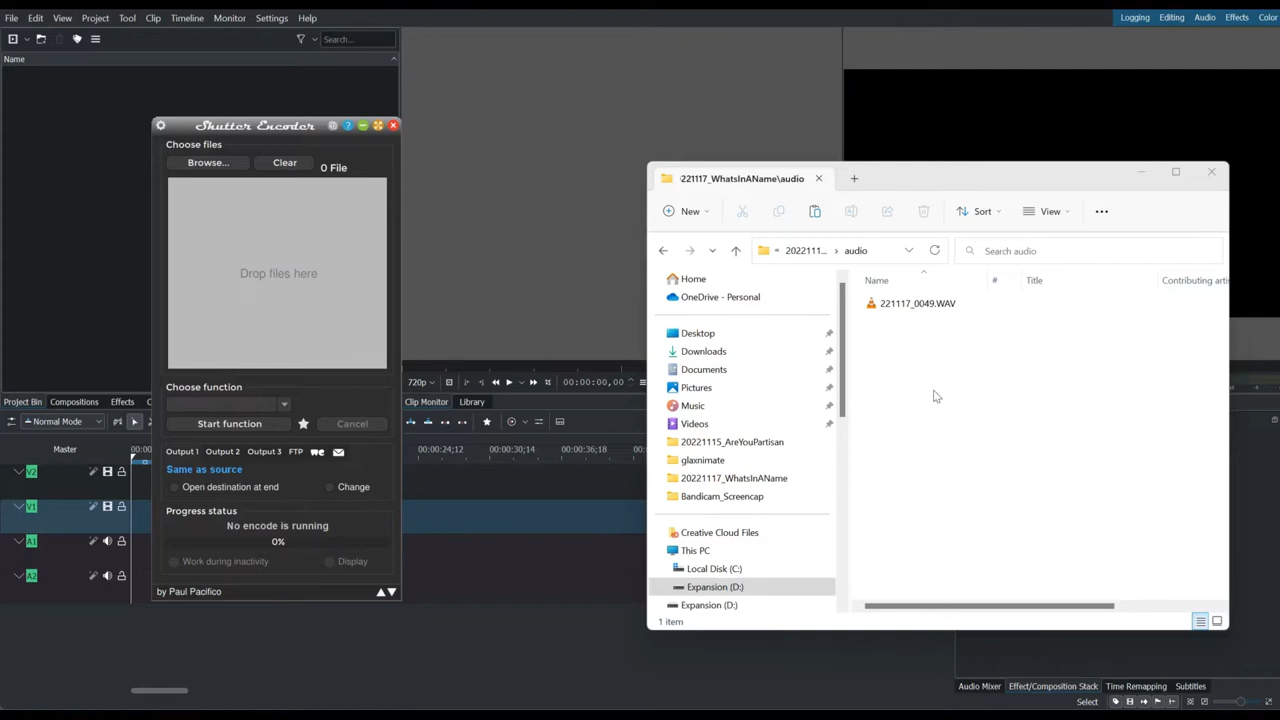 File Edit View Project Tool Clip Timeline Monitor Settings Help
Logging Editing Audio Effects Color
Search...
Name
Shutter Encoder
Choose files
Browse... Clear 0 File
Drop files here
Choose function
Start function Cancel
Output 1 Output 2 Output 3 FTP
Same as source
Open destination at end Change
Progress status
No encode is running
0%
Work during inactivity Display
by Paul Pacifico
221117_WhatsInAName\audio
New Sort View
2022111... audio Search audio
Name # Title Contributing artis
221117_0049.WAV
Home
OneDrive - Personal
Desktop
Downloads
Documents
Pictures
Music
Videos
20221115_AreYouPartisan
glaxnimate
20221117_WhatsInAName
Bandicam_Screencap
Creative Cloud Files
This PC
Local Disk (C:)
Expansion (D:)
Expansion (D:)
1 item
720p 00:00:00,00
Project Bin Compositions Effects Clip Monitor Library
Normal Mode
Master 00:00:24;12 00:00:30;14 00:00:36;18
V2
V1
A1
A2
Audio Mixer Effect/Composition Stack Time Remapping Subtitles
Select